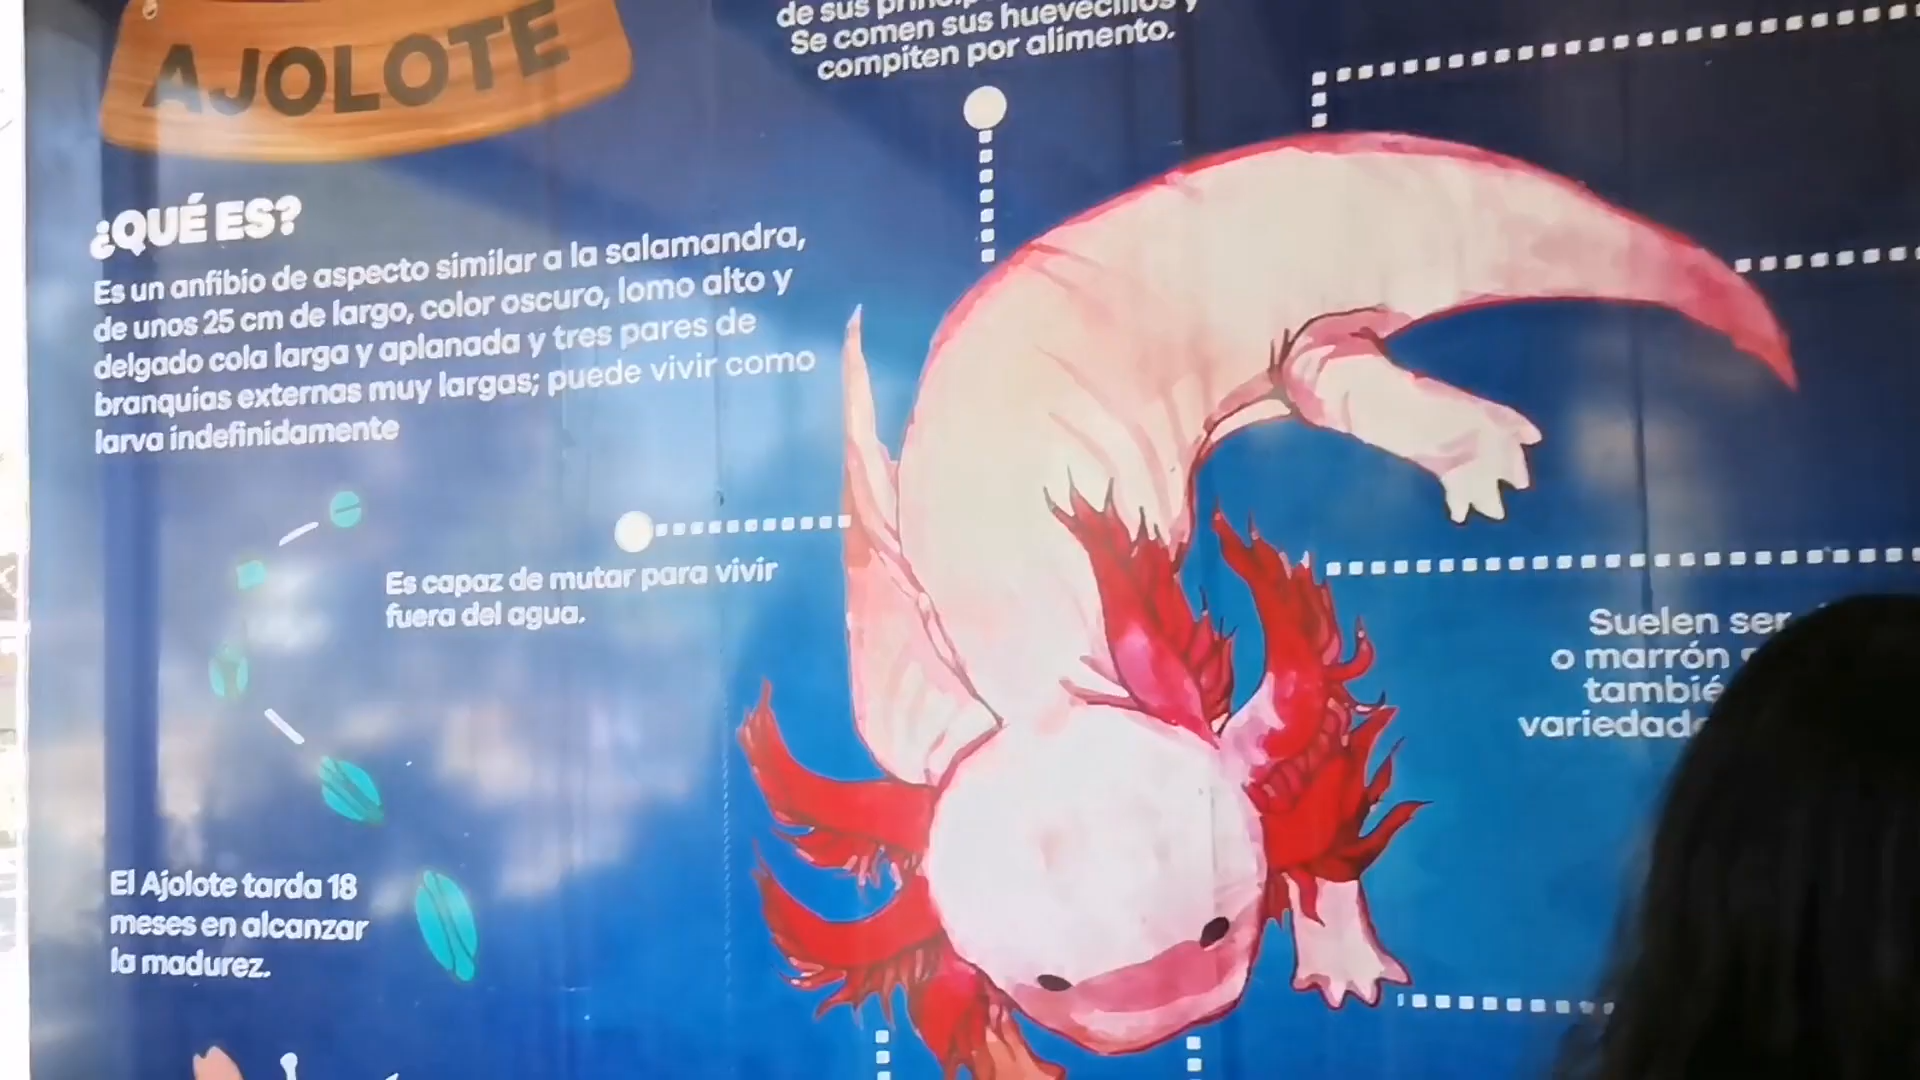 AJOLOTE
de sus
Se comen sus huevecillos y
compiten por alimento.
¿QUÉ ES?
Es un anfibio de aspecto similar a la salamandra,
de unos 25 cm de largo, color oscuro, lomo alto y
delgado cola larga y aplanada y tres pares de
branquias externas muy largas; puede vivir como
larva indefinidamente
Es capaz de mutar para vivir
fuera del agua.
Suelen ser
o marrón
El Ajolote tarda 18
meses en alcanzar
la madurez.